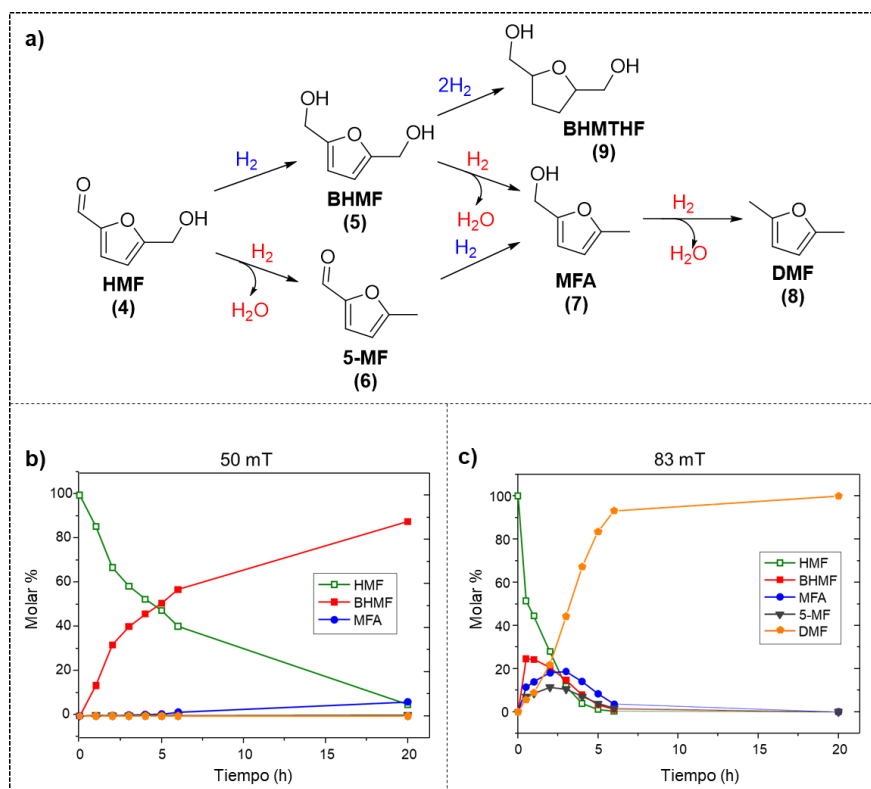 a)
OH
O
OH
2H₂
BHMTHF
(9)
OH
O
OH
H₂
BHMF
(5)
H₂
H₂O
OH
O
MFA
(7)
H₂
H₂O
O
DMF
(8)
O
O
OH
HMF
(4)
H₂
H₂O
H₂
O
O
5-MF
(6)
b)
50 mT
Molar %
100
80
60
40
20
0
HMF
BHMF
MFA
0
5
10
15
20
Tiempo (h)
c)
83 mT
Molar %
100
80
60
40
20
0
HMF
BHMF
MFA
5-MF
DMF
0
5
10
15
20
Tiempo (h)